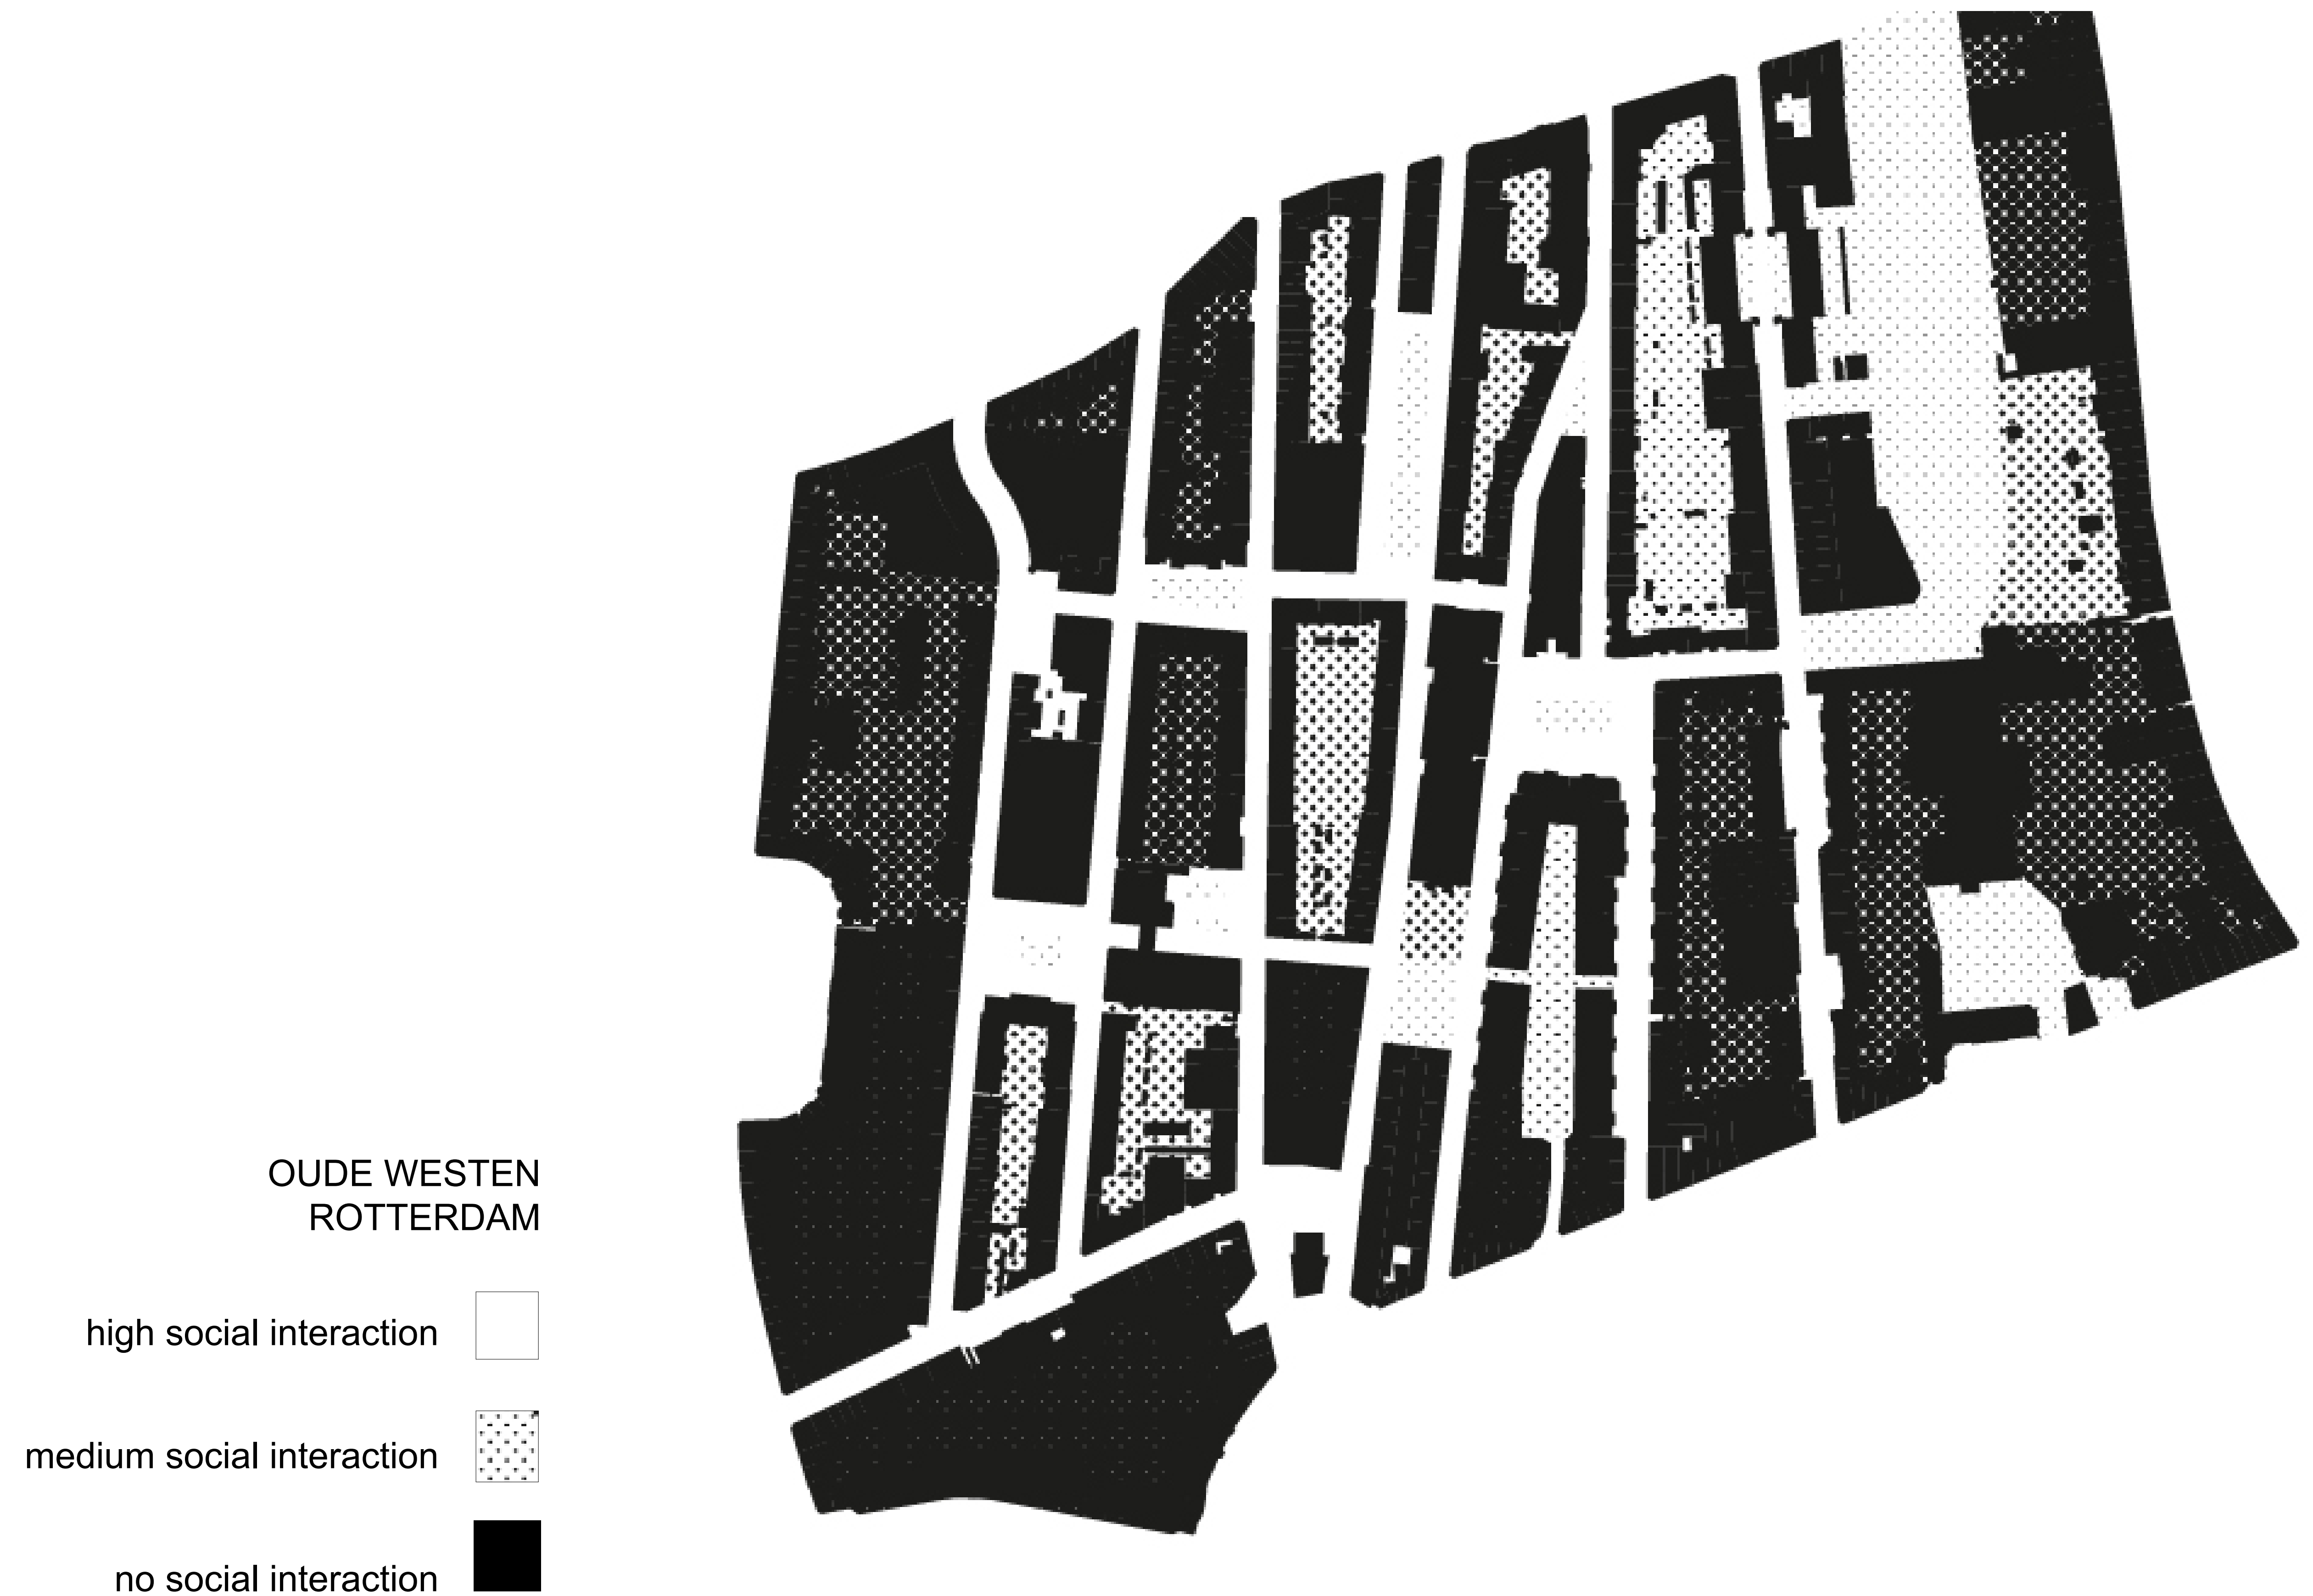 OUDE WESTEN
ROTTERDAM
high social interaction
medium social interaction
no social interaction